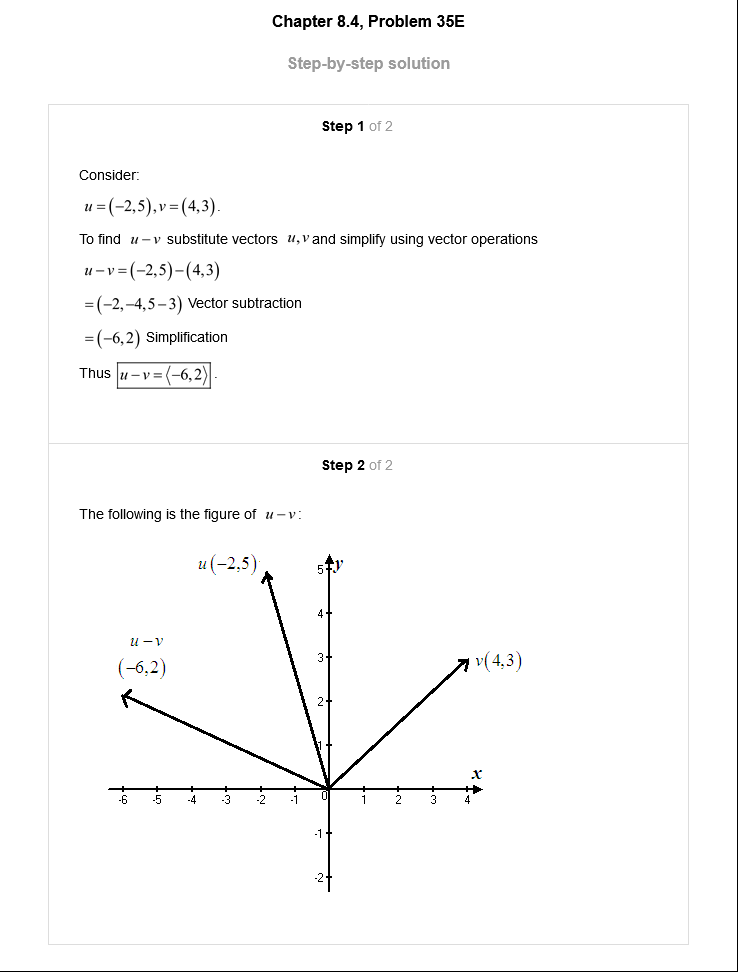 Chapter 8.4, Problem 35E
Step-by-step solution
Step 1 of 2
Consider:
u = (−2,5), v = (4,3).
To find u − v substitute vectors u, v and simplify using vector operations
u − v = (−2,5) − (4,3)
= (−2,−4,5−3) Vector subtraction
= (−6,2) Simplification
Thus u − v = ⟨−6,2⟩.
Step 2 of 2
The following is the figure of u − v:
u(−2,5)
5 y
4
u − v
3
v(4,3)
(−6,2)
2
1
x
-6 -5 -4 -3 -2 -1 0 1 2 3 4
-1
-2